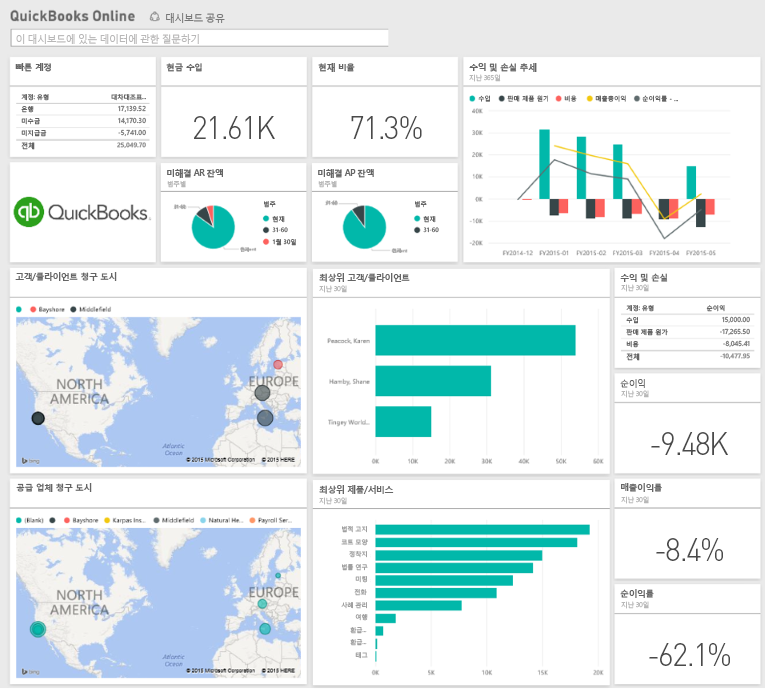 QuickBooks Online 대시보드 공유
이 대시보드에 있는 데이터에 관한 질문하기
빠른 계정
계정: 유형 대차대조표...
은행 17,139.52
미수금 14,170.30
미지급금 -5,741.00
전체 25,049.70
현금 수입
21.61K
현재 비율
71.3%
수익 및 손실 추세
지난 365일
수입 판매 제품 원가 비용 매출총이익 순이익률 - ...
40K
30K
20K
10K
0K
-10K
-20K
FY2014-12 FY2015-01 FY2015-02 FY2015-03 FY2015-04 FY2015-05
qb QuickBooks.
미해결 AR 잔액
범주별
31-60
범주
현재
31-60
1월 30일
미해결 AP 잔액
범주별
31-60
범주
현재
31-60
고객/클라이언트 청구 도시
Bayshore Middlefield
NORTH
AMERICA
EUROPE
Atlantic
Ocean
bing © 2015 Microsoft Corporation © 2015 HERE
최상위 고객/클라이언트
지난 30일
Peacock, Karen
Hamby, Shane
Tingey World...
0K 10K 20K 30K 40K 50K 60K
수익 및 손실
지난 30일
계정: 유형 순이익
수입 15,000.00
판매 제품 원가 -17,265.50
비용 -8,045.41
전체 -10,477.95
순이익
지난 30일
-9.48K
공급 업체 청구 도시
(Blank) Bayshore Karpas Ins... Middlefield Natural He... Payroll Ser...
NORTH
AMERICA
EUROPE
Atlantic
Ocean
bing © 2015 Microsoft Corporation © 2015 HERE
최상위 제품/서비스
지난 30일
법적 고지
코트 모양
정착지
법률 연구
미팅
전화
사례 관리
여행
환급...
환급...
태그
0K 5K 10K 15K 20K
매출이익률
지난 30일
-8.4%
순이익률
지난 30일
-62.1%